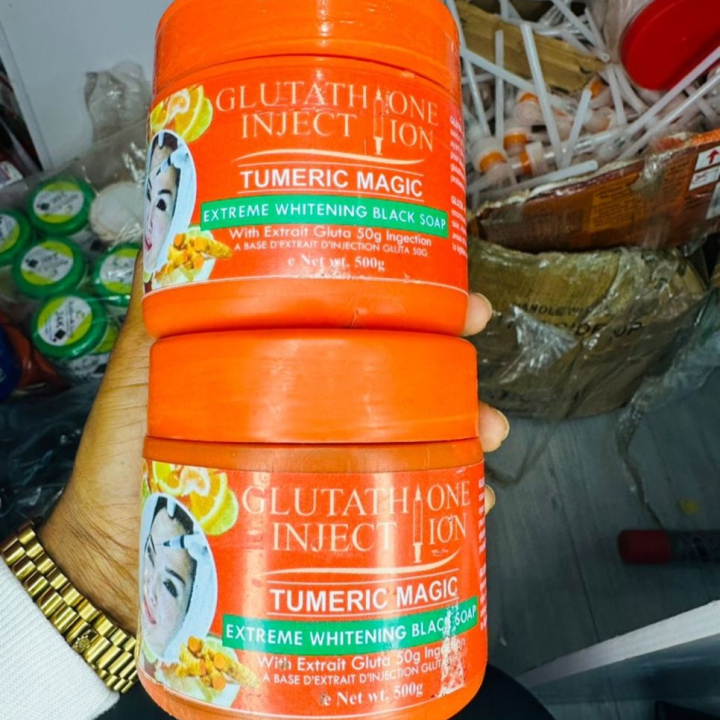 GLUTATHIONE
INJECTION
TUMERIC MAGIC
EXTREME WHITENING BLACK SOAP
With Extrait Gluta 50g Ingection
A BASE D'EXTRAIT D'INJECTION GLUTA 50G
e Net wt. 500g
GLUTATHIONE
INJECTION
TUMERIC MAGIC
EXTREME WHITENING BLACK SOAP
With Extrait Gluta 50g Ingection
A BASE D'EXTRAIT D'INJECTION GLUTA
e Net wt. 500g
24K